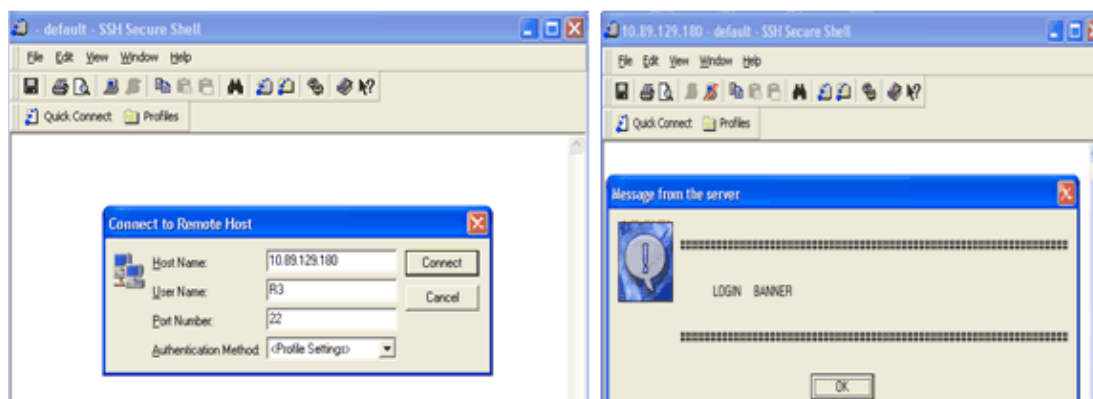 - default - SSH Secure Shell
File Edit View Window Help
Quick Connect Profiles
Connect to Remote Host
Host Name: 10.89.129.180 Connect
User Name: R3 Cancel
Port Number: 22
Authentication Method: <Profile Settings>
10.89.129.180 - default - SSH Secure Shell
File Edit View Window Help
Quick Connect Profiles
Message from the server
LOGIN BANNER
OK